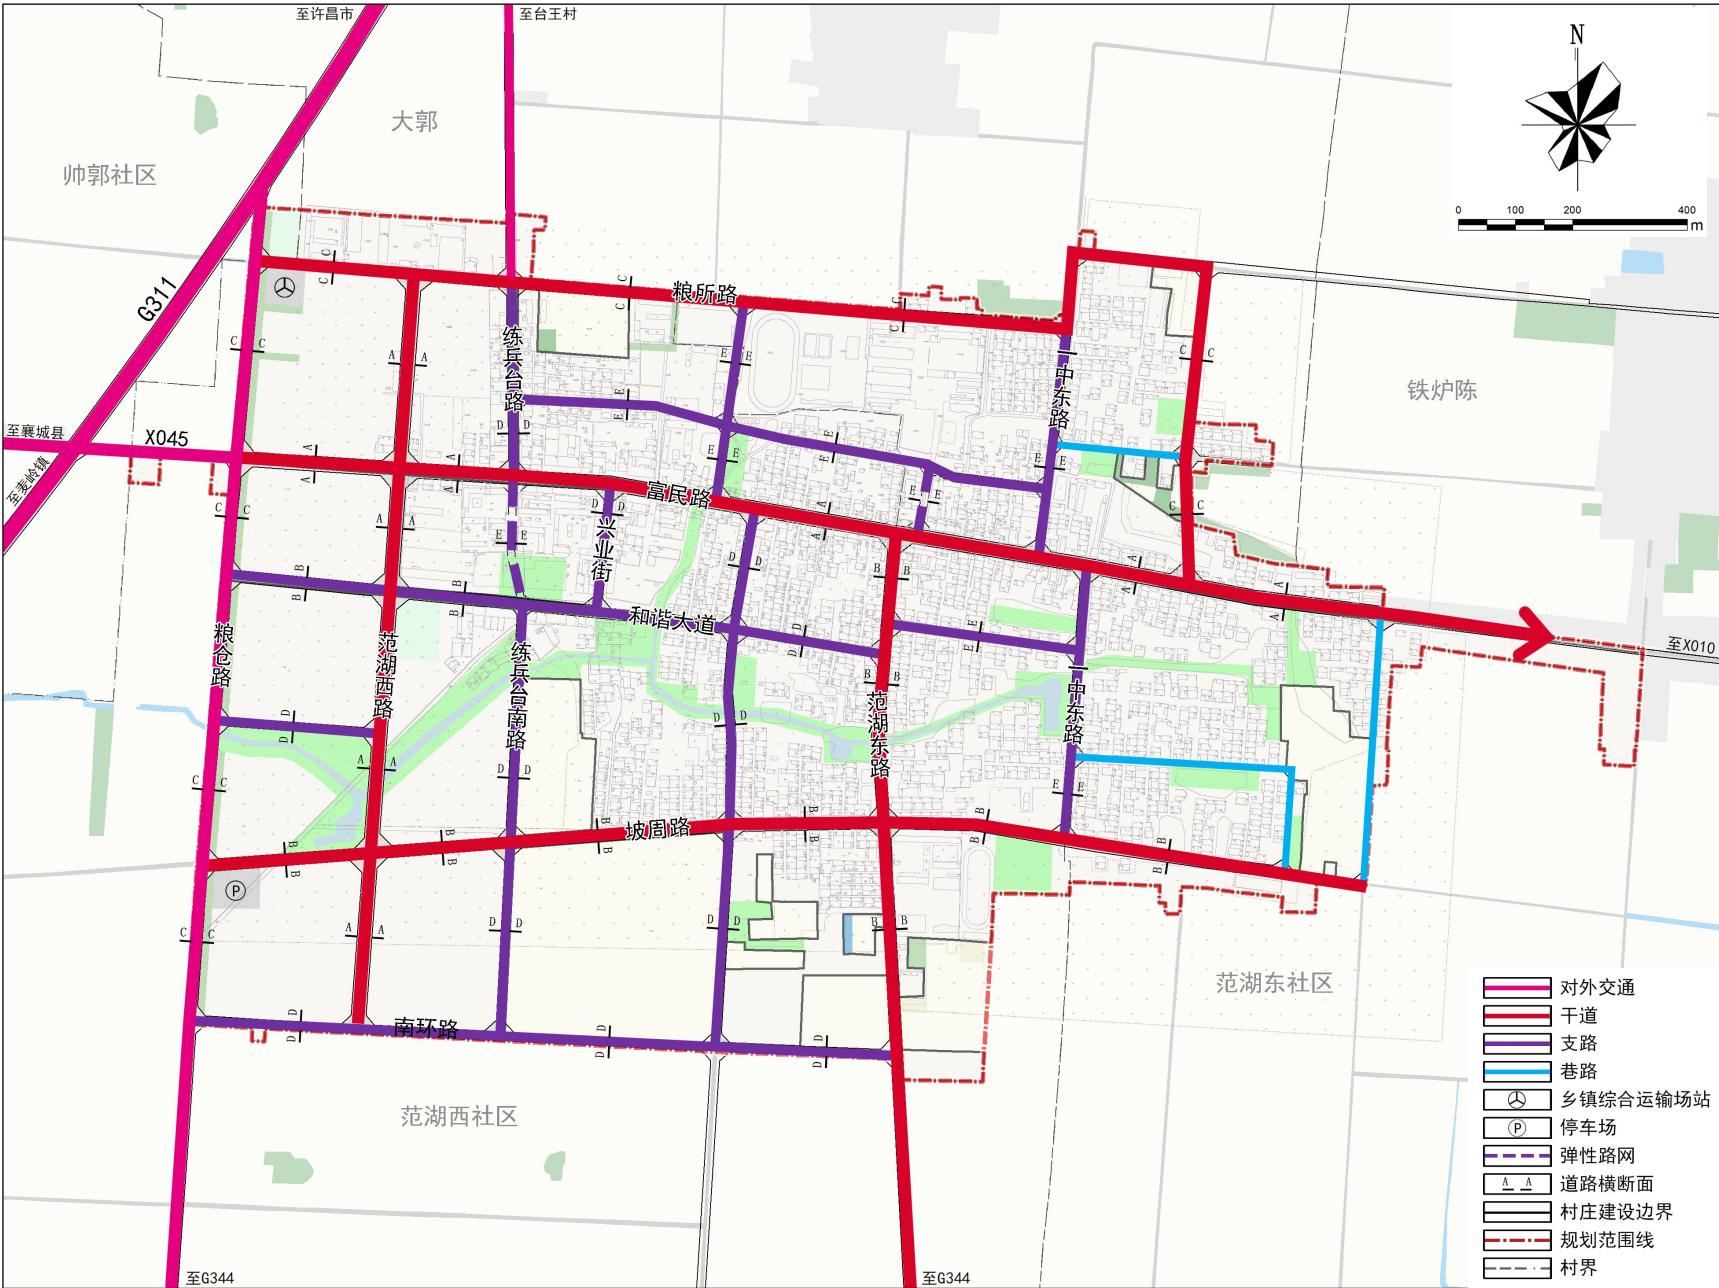 至许昌市
至台王村
N
大郭
帅郭社区
0 100 200 400
m
G311
粮所路
练兵台路
中东路
铁炉陈
至襄城县
X045
至麦岭镇
富民路
兴业街
和谐大道
粮仓路
范湖西路
练兵台南路
范湖东路
中东路
至X010
坡周路
P
范湖东社区
南环路
范湖西社区
至G344
至G344
对外交通
干道
支路
巷路
乡镇综合运输场站
P 停车场
弹性路网
A A 道路横断面
村庄建设边界
规划范围线
村界
C C
C C
C C
C C
C C
A A
A A
A A
A A
A A
A A
B B
B B
B B
B B
D D
D D
D D
D D
E E
E E
E E